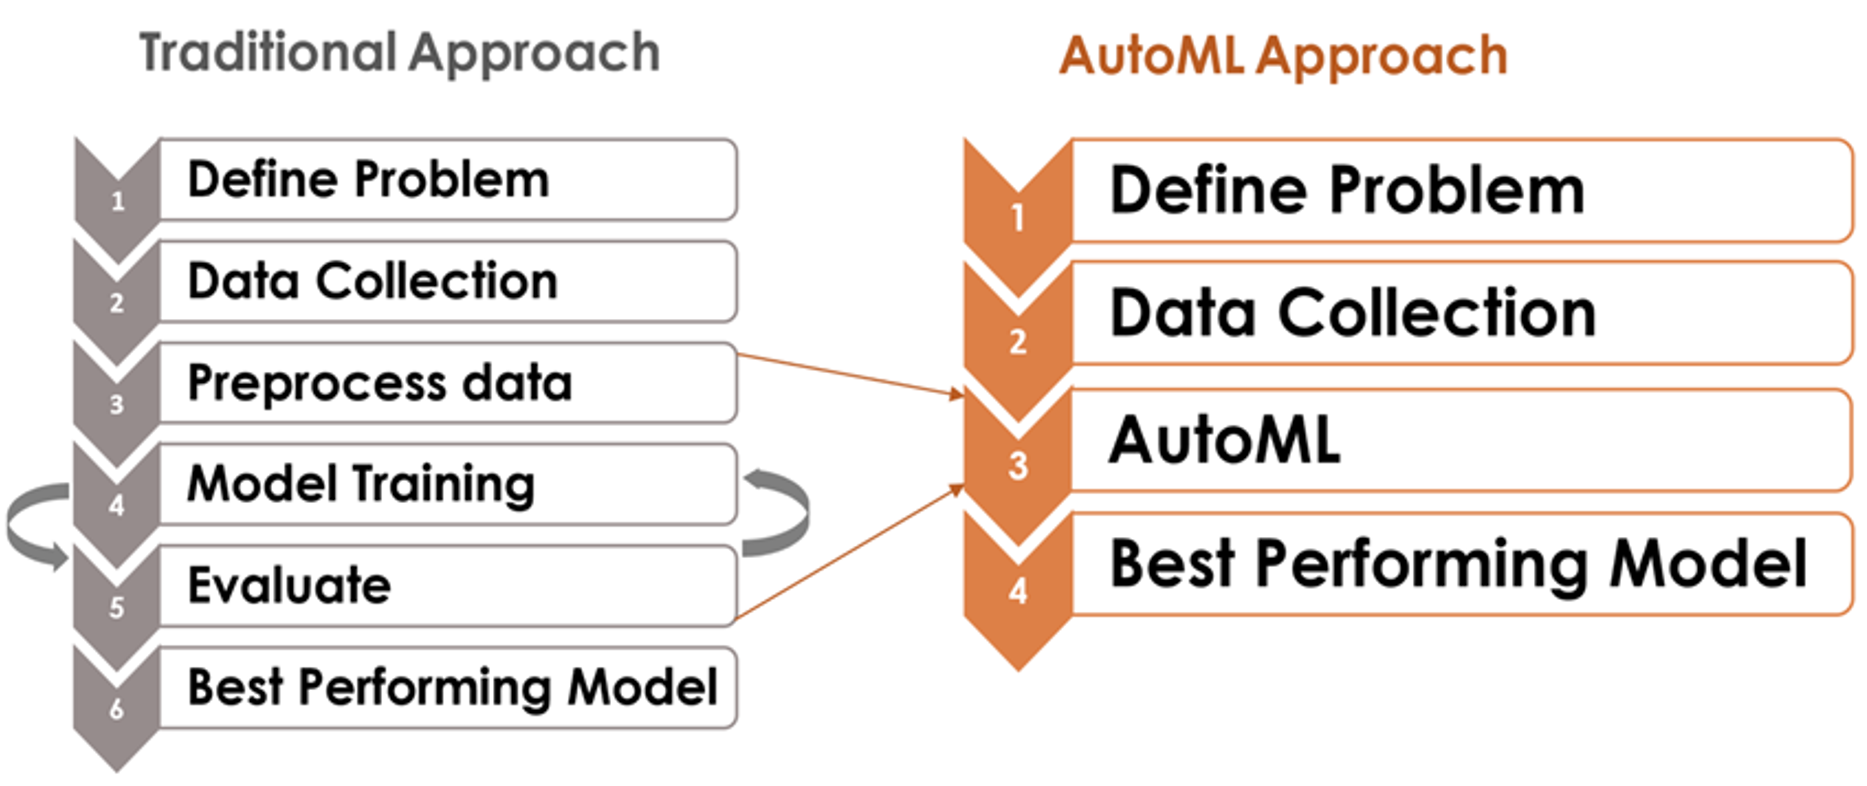 Traditional Approach
1
Define Problem
2
Data Collection
3
Preprocess data
4
Model Training
5
Evaluate
6
Best Performing Model
AutoML Approach
1
Define Problem
2
Data Collection
3
AutoML
4
Best Performing Model